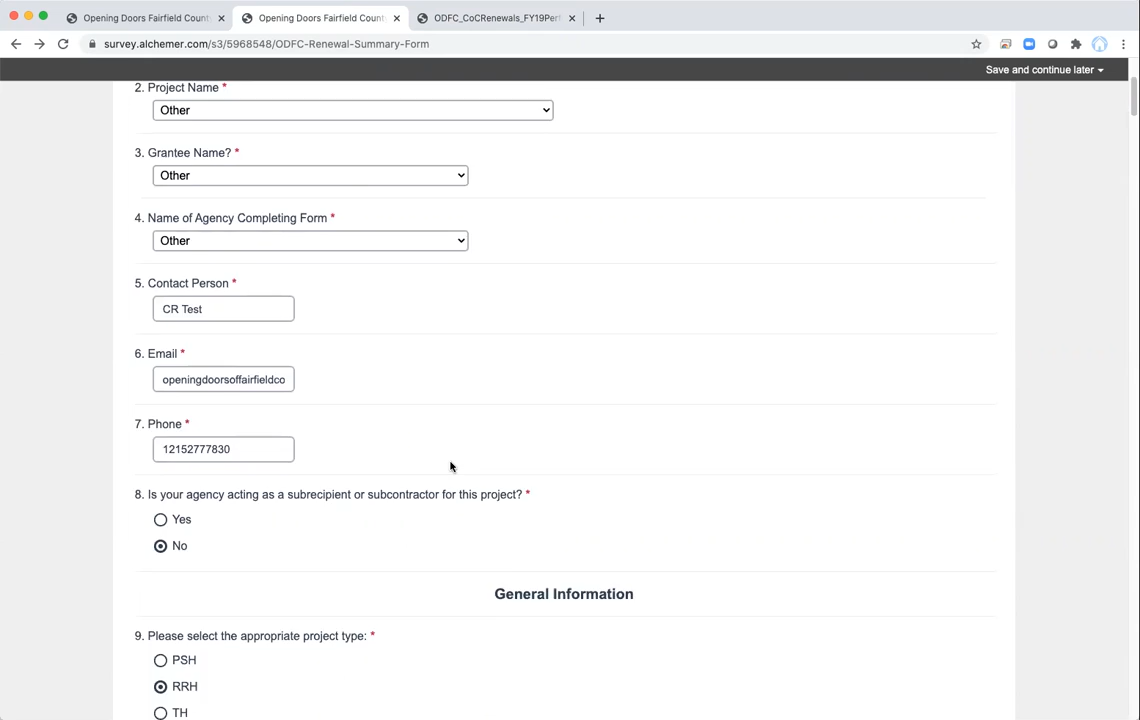 Opening Doors Fairfield Count
Opening Doors Fairfield Count
ODFC_CoCRenewals_FY19Per
survey.alchemer.com/s3/5968548/ODFC-Renewal-Summary-Form
Save and continue later
2. Project Name *
Other
3. Grantee Name? *
Other
4. Name of Agency Completing Form *
Other
5. Contact Person *
CR Test
6. Email *
openingdoorsoffairfieldco
7. Phone *
12152777830
8. Is your agency acting as a subrecipient or subcontractor for this project? *
Yes
No
General Information
9. Please select the appropriate project type: *
PSH
RRH
TH